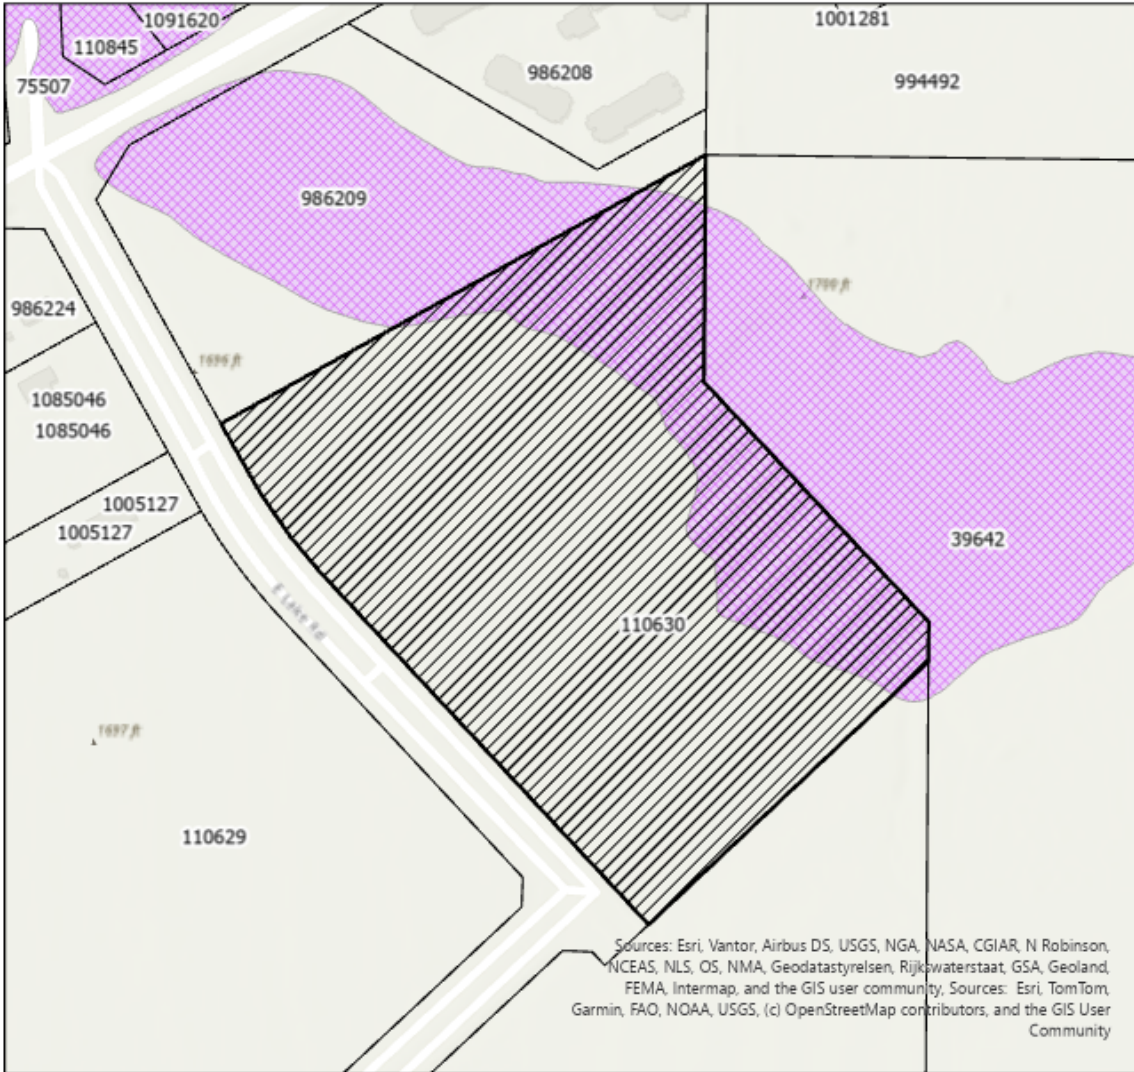 1091620
1001281
110845
986208
994492
75507
986209
1700 ft
986224
1696 ft
1085046
1085046
1005127
1005127
39642
E Lake Rd
110630
1697 ft
110629
Sources: Esri, Vantor, Airbus DS, USGS, NGA, NASA, CGIAR, N Robinson,
NCEAS, NLS, OS, NMA, Geodatastyrelsen, Rijkswaterstaat, GSA, Geoland,
FEMA, Intermap, and the GIS user community, Sources: Esri, TomTom,
Garmin, FAO, NOAA, USGS, (c) OpenStreetMap contributors, and the GIS User
Community